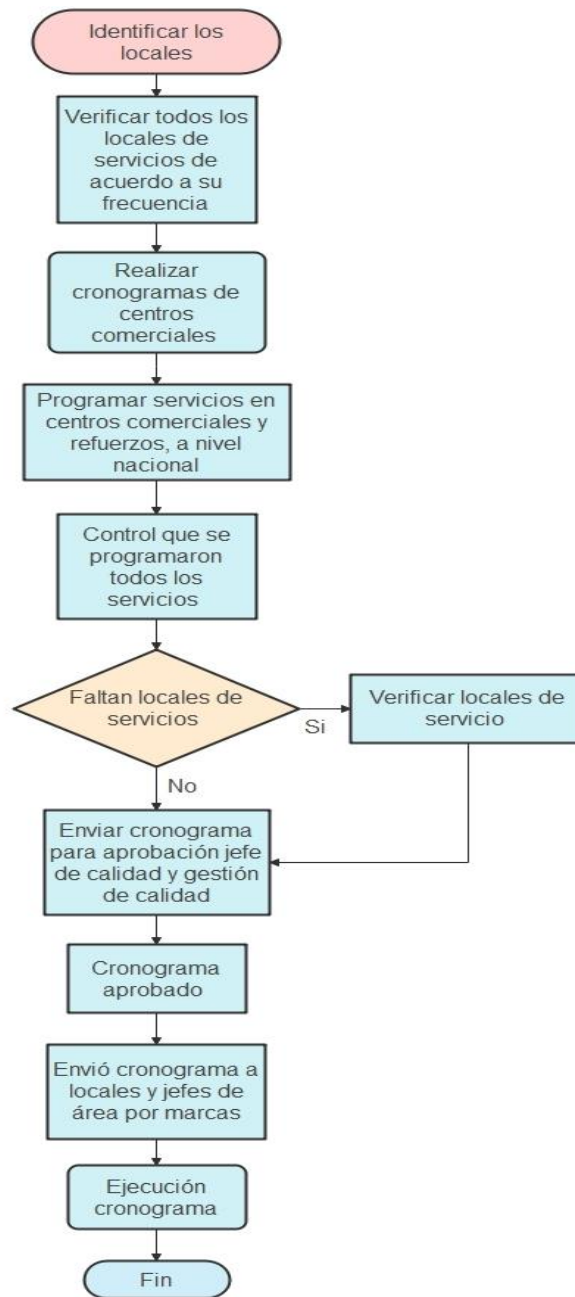 Identificar los
locales
Verificar todos los
locales de
servicios de
acuerdo a su
frecuencia
Realizar
cronogramas de
centros
comerciales
Programar servicios en
centros comerciales y
refuerzos, a nivel
nacional
Control que se
programaron
todos los
servicios
Faltan locales de
servicios
Si
Verificar locales de
servicio
No
Enviar cronograma
para aprobación jefe
de calidad y gestión
de calidad
Cronograma
aprobado
Envió cronograma a
locales y jefes de
área por marcas
Ejecución
cronograma
Fin